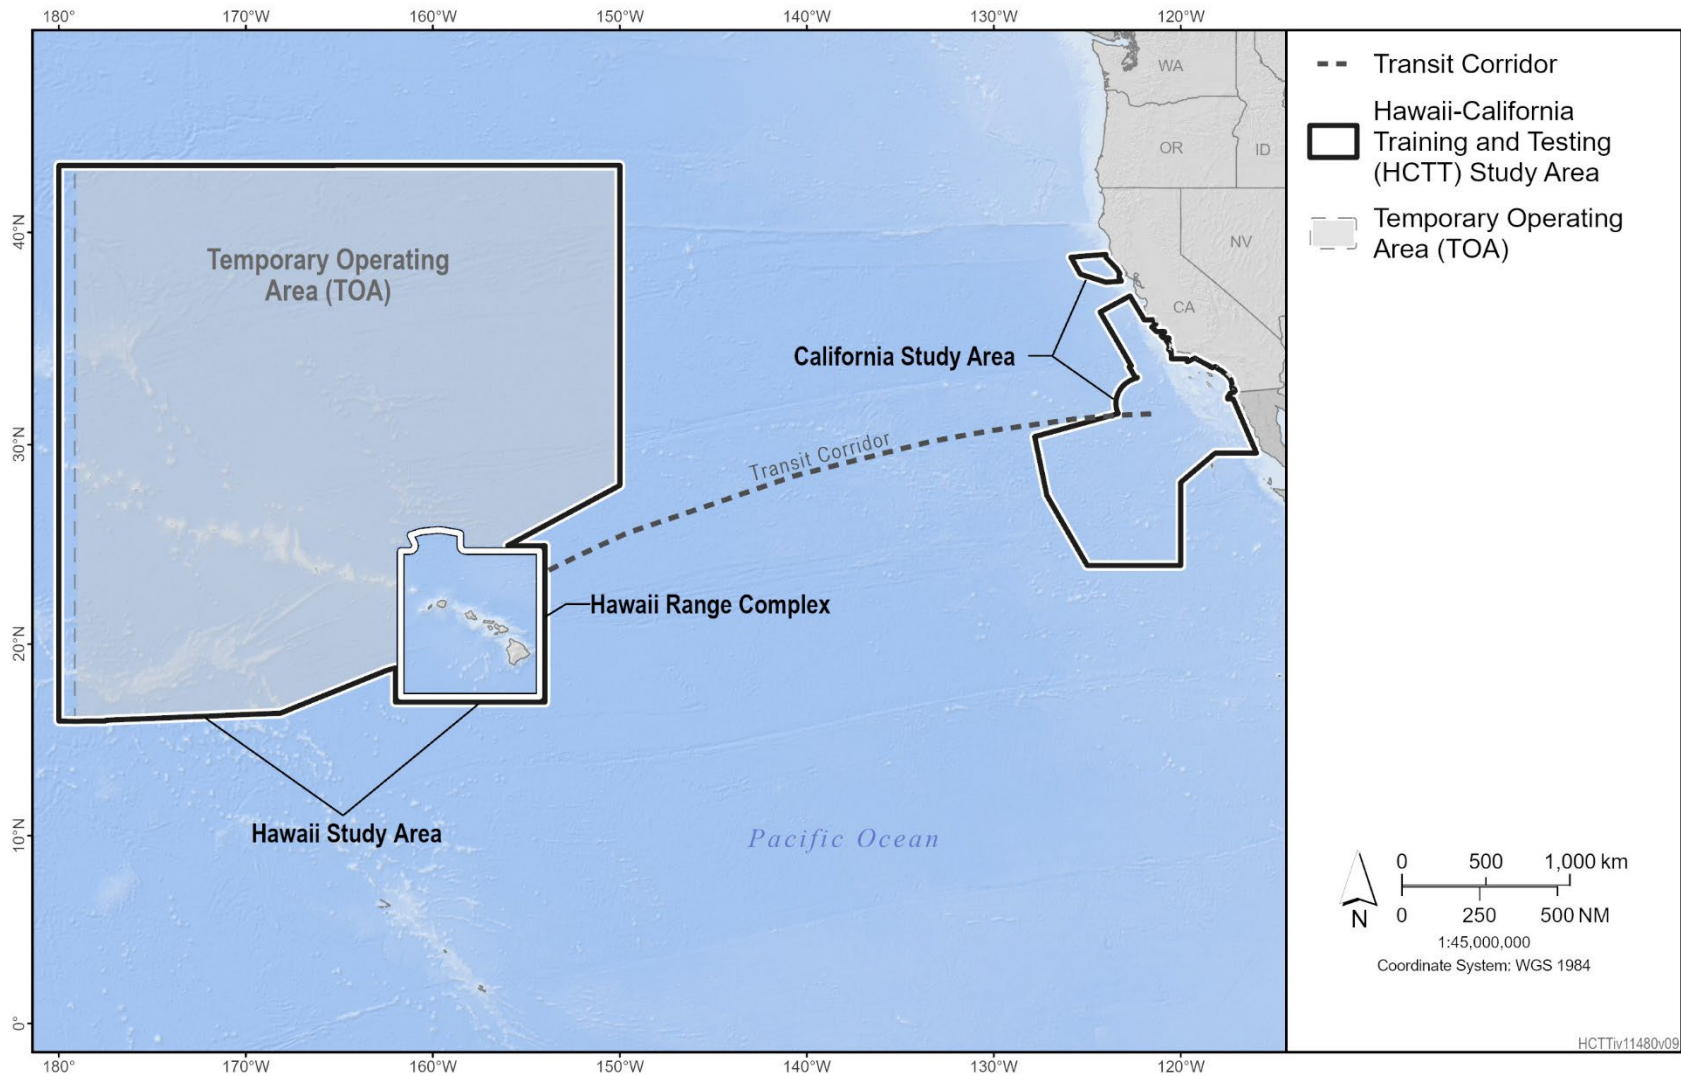 180°
170°W
160°W
150°W
140°W
130°W
120°W
40°N
30°N
20°N
10°N
0°
WA
OR
ID
NV
CA
Temporary Operating
Area (TOA)
California Study Area
Transit Corridor
Hawaii Range Complex
Hawaii Study Area
Pacific Ocean
180°
170°W
160°W
150°W
140°W
130°W
120°W
Transit Corridor
Hawaii-California
Training and Testing
(HCTT) Study Area
Temporary Operating
Area (TOA)
0 500 1,000 km
0 250 500 NM
N
1:45,000,000
Coordinate System: WGS 1984
HCTTiv11480v09